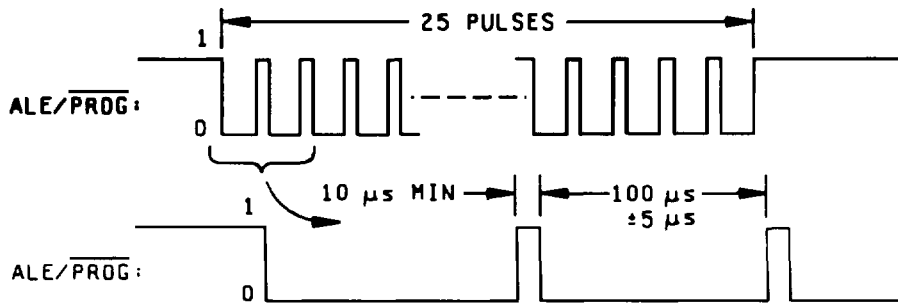 25 PULSES
1
ALE/PROG:
0
10 µs MIN
100 µs
±5 µs
1
ALE/PROG:
0